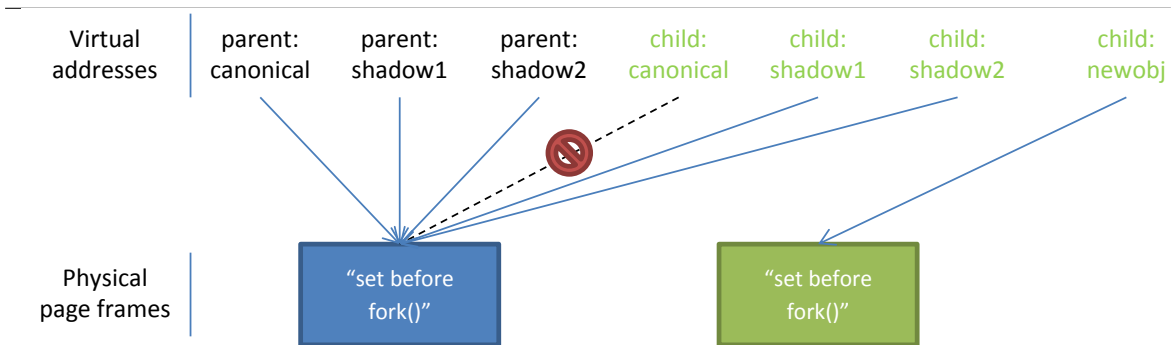 Virtual addresses
parent: canonical
parent: shadow1
parent: shadow2
child: canonical
child: shadow1
child: shadow2
child: newobj
Physical page frames
“set before fork()”
“set before fork()”